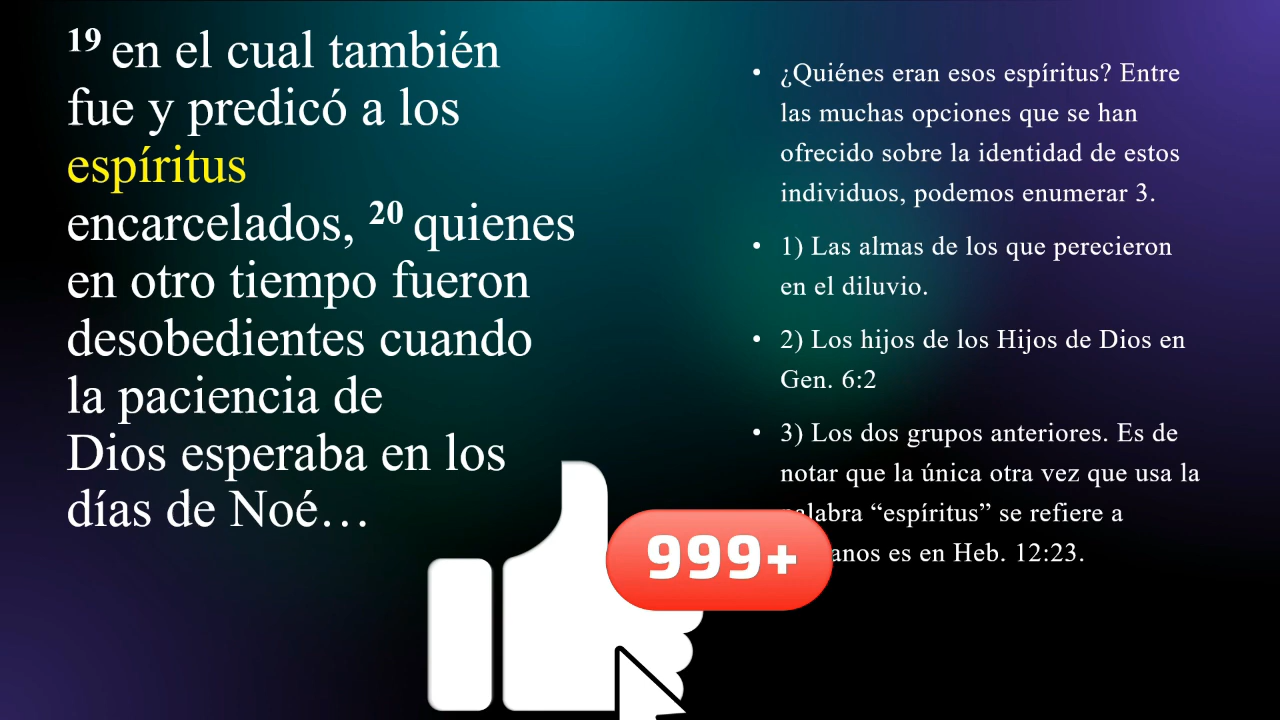 19 en el cual también
fue y predicó a los
espíritus
encarcelados, 20 quienes
en otro tiempo fueron
desobedientes cuando
la paciencia de
Dios esperaba en los
días de Noé…
• ¿Quiénes eran esos espíritus? Entre
las muchas opciones que se han
ofrecido sobre la identidad de estos
individuos, podemos enumerar 3.
• 1) Las almas de los que perecieron
en el diluvio.
• 2) Los hijos de los Hijos de Dios en
Gen. 6:2
• 3) Los dos grupos anteriores. Es de
notar que la única otra vez que usa la
“espíritus” se refiere a
es en Heb. 12:23.
999+